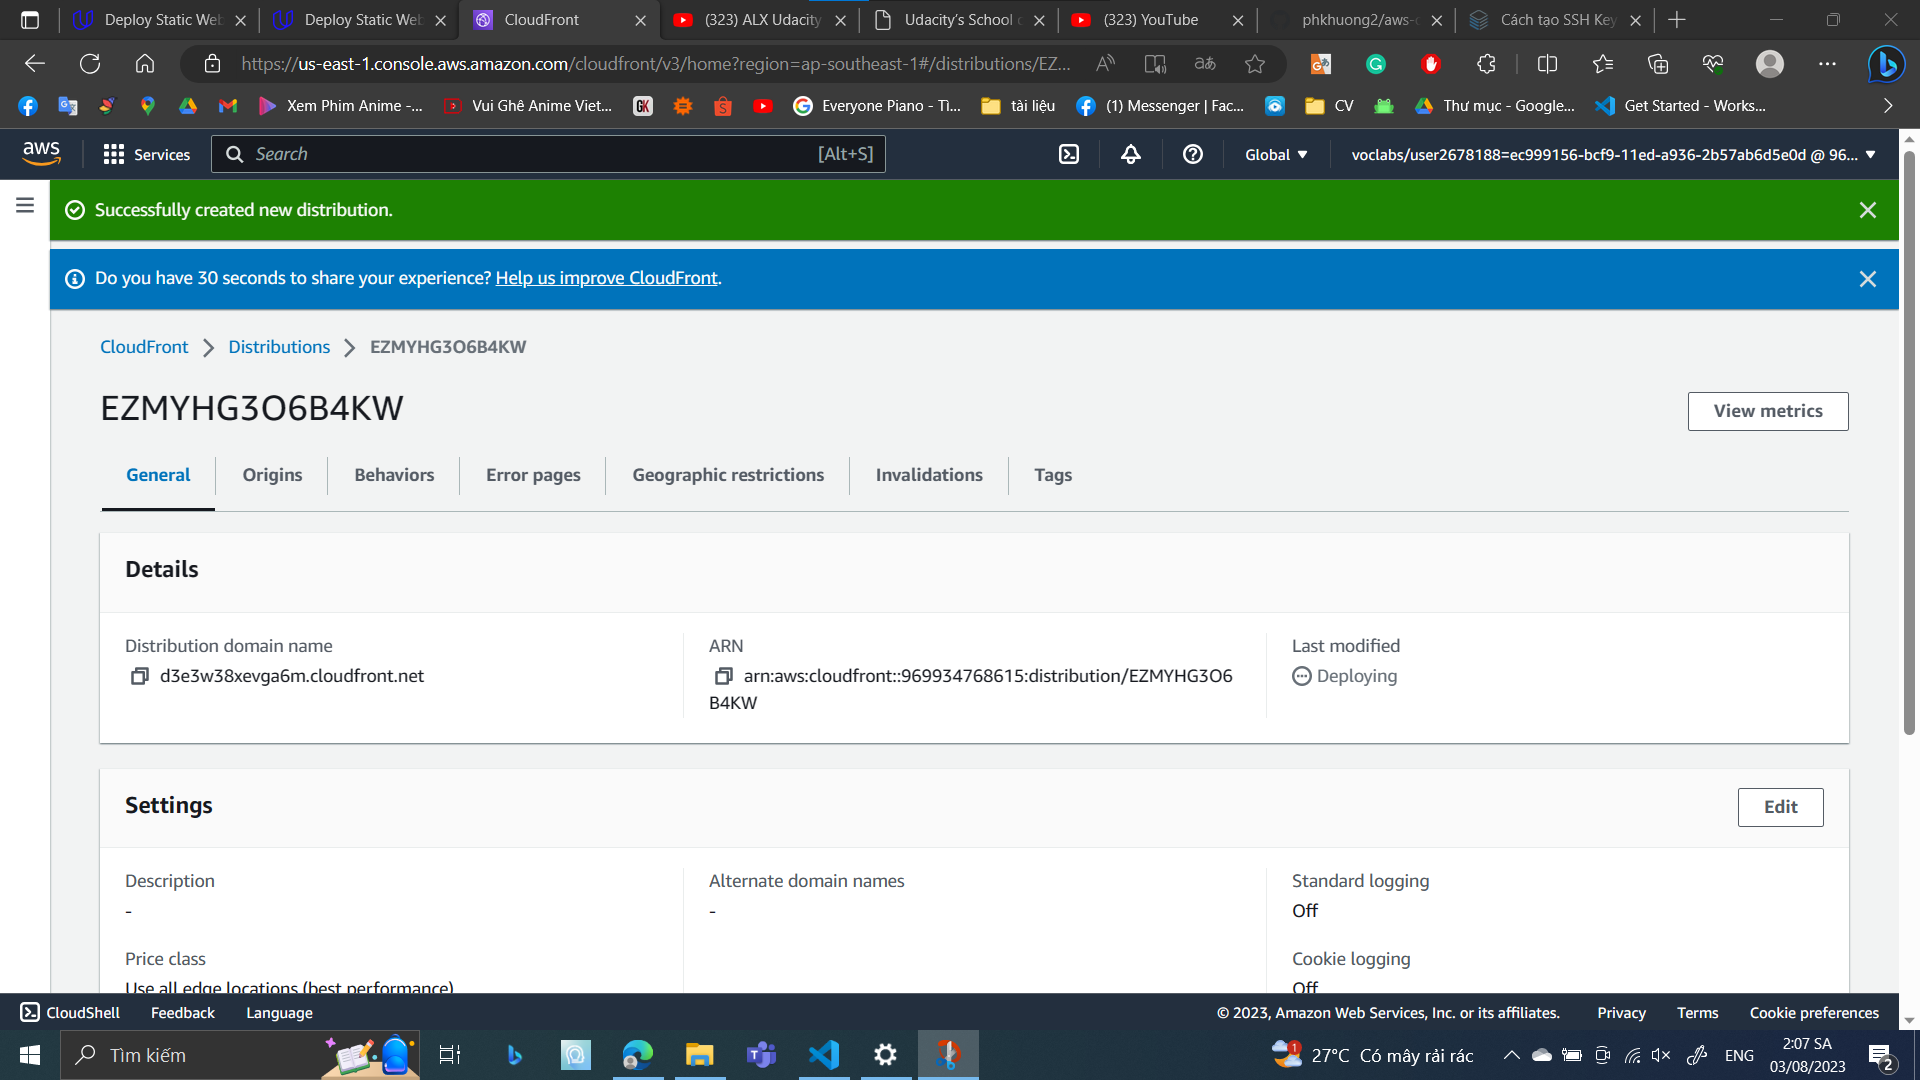 Deploy Static Wel
Deploy Static Wel
CloudFront
(323) ALX Udacity
Udacity's School
(323) YouTube
phkhuong2/aws-c
Cách tạo SSH Key
https://us-east-1.console.aws.amazon.com/cloudfront/v3/home?region=ap-southeast-1#/distributions/EZ...
Xem Phim Anime -...
Vui Ghê Anime Viet...
Everyone Piano - Tì...
tài liệu
(1) Messenger | Fac...
CV
Thư mục - Google...
Get Started - Works...
aws
Services
Search
[Alt+S]
Global
voclabs/user2678188=ec999156-bcf9-11ed-a936-2b57ab6d5e0d @ 96...
Successfully created new distribution.
Do you have 30 seconds to share your experience? Help us improve CloudFront.
CloudFront
Distributions
EZMYHG3O6B4KW
EZMYHG3O6B4KW
View metrics
General
Origins
Behaviors
Error pages
Geographic restrictions
Invalidations
Tags
Details
Distribution domain name
d3e3w38xevga6m.cloudfront.net
ARN
arn:aws:cloudfront::969934768615:distribution/EZMYHG3O6
B4KW
Last modified
Deploying
Settings
Edit
Description
-
Alternate domain names
-
Standard logging
Off
Price class
Use all edge locations (best performance)
Cookie logging
Off
CloudShell
Feedback
Language
© 2023, Amazon Web Services, Inc. or its affiliates.
Privacy
Terms
Cookie preferences
Tìm kiếm
1
27°C Có mây rải rác
ENG
2:07 SA
03/08/2023
2